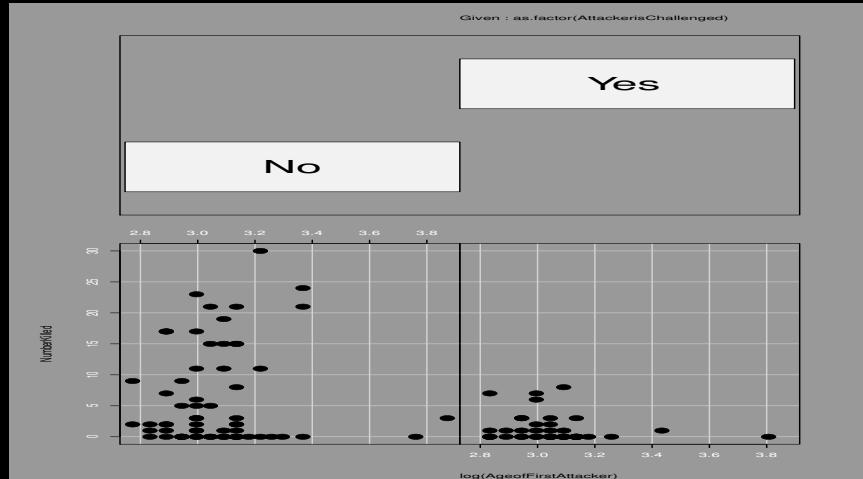 Given : as.factor(AttackerisChallenged)
Yes
No
2.8 3.0 3.2 3.4 3.6 3.8
30
25
20
15
10
5
0
NumberKilled
2.8 3.0 3.2 3.4 3.6 3.8
log(AgeofFirstAttacker)